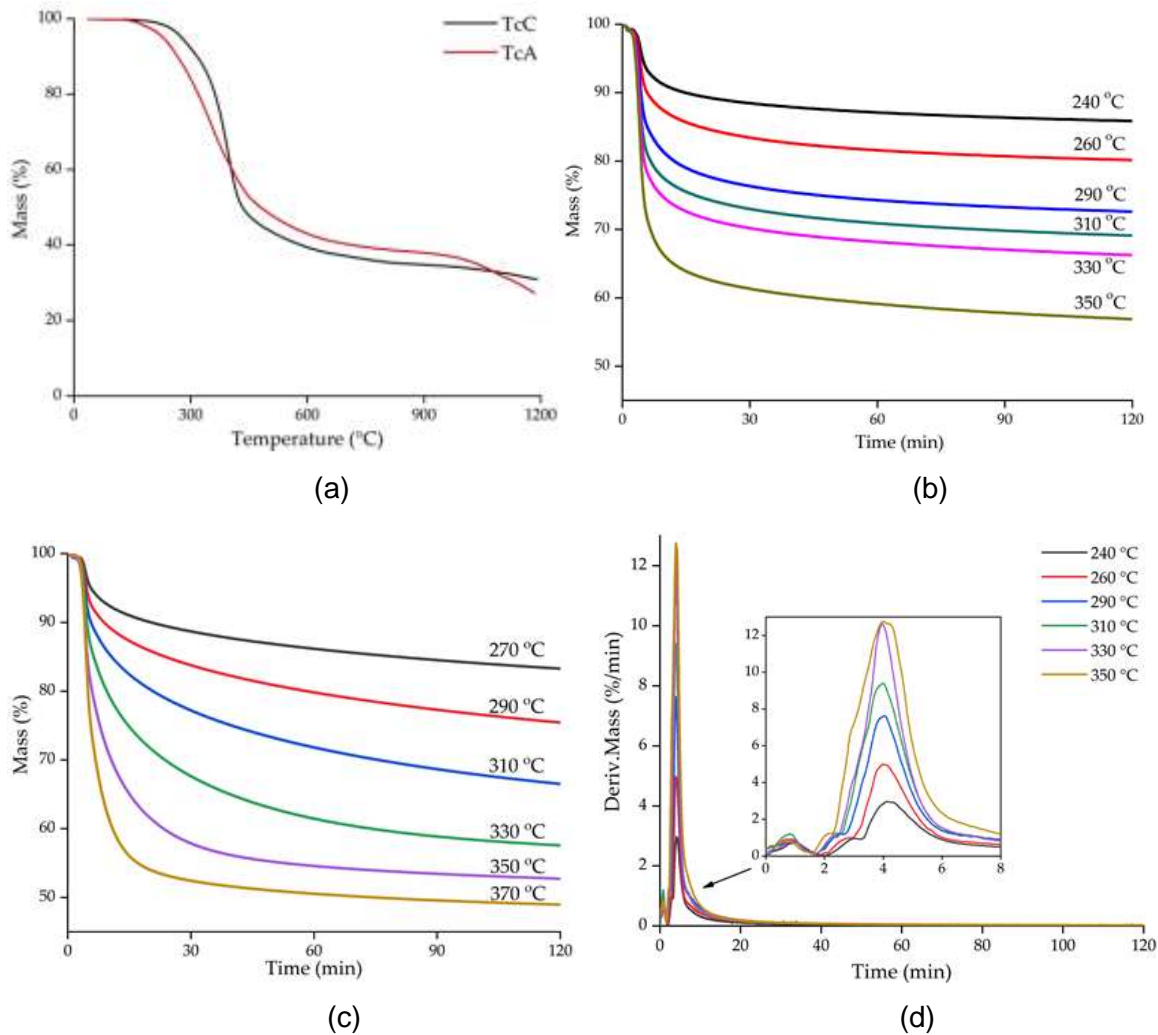 100
80
60
40
20
0
Mass (%)
TcC
TcA
0
300
600
900
1200
Temperature (°C)
(a)
100
90
80
70
60
50
Mass (%)
240 °C
260 °C
290 °C
310 °C
330 °C
350 °C
0
30
60
90
120
Time (min)
(b)
100
90
80
70
60
50
Mass (%)
270 °C
290 °C
310 °C
330 °C
350 °C
370 °C
0
20
40
60
80
100
120
Time (min)
(c)
12
10
8
6
4
2
0
Deriv.Mass (%/min)
240 °C
260 °C
290 °C
310 °C
330 °C
350 °C
12
10
8
6
4
2
0
0
2
4
6
8
0
20
40
60
80
100
120
Time (min)
(d)